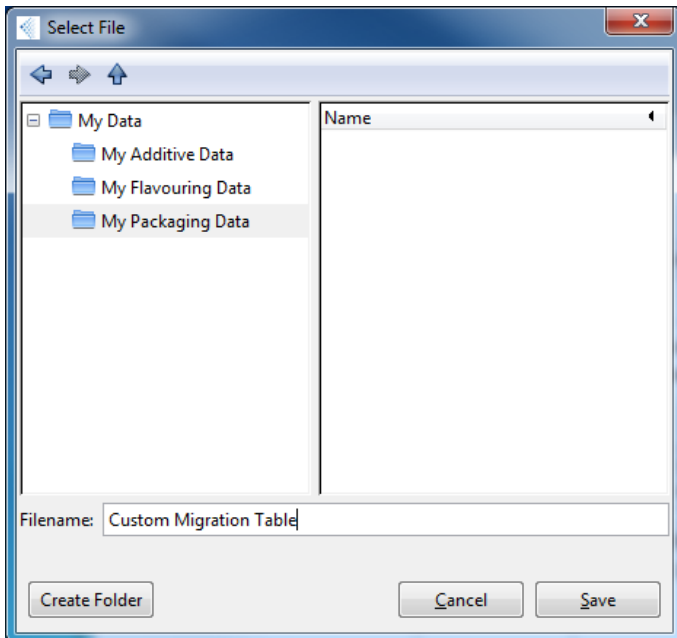 Select File
My Data
My Additive Data
My Flavouring Data
My Packaging Data
Name
Filename: Custom Migration Table
Create Folder Cancel Save